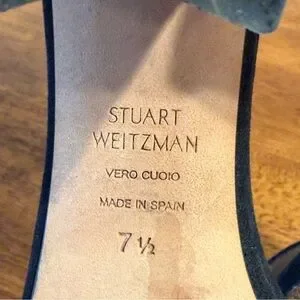 STUART
WEITZMAN
VERO CUOIO
MADE IN SPAIN
7 ½